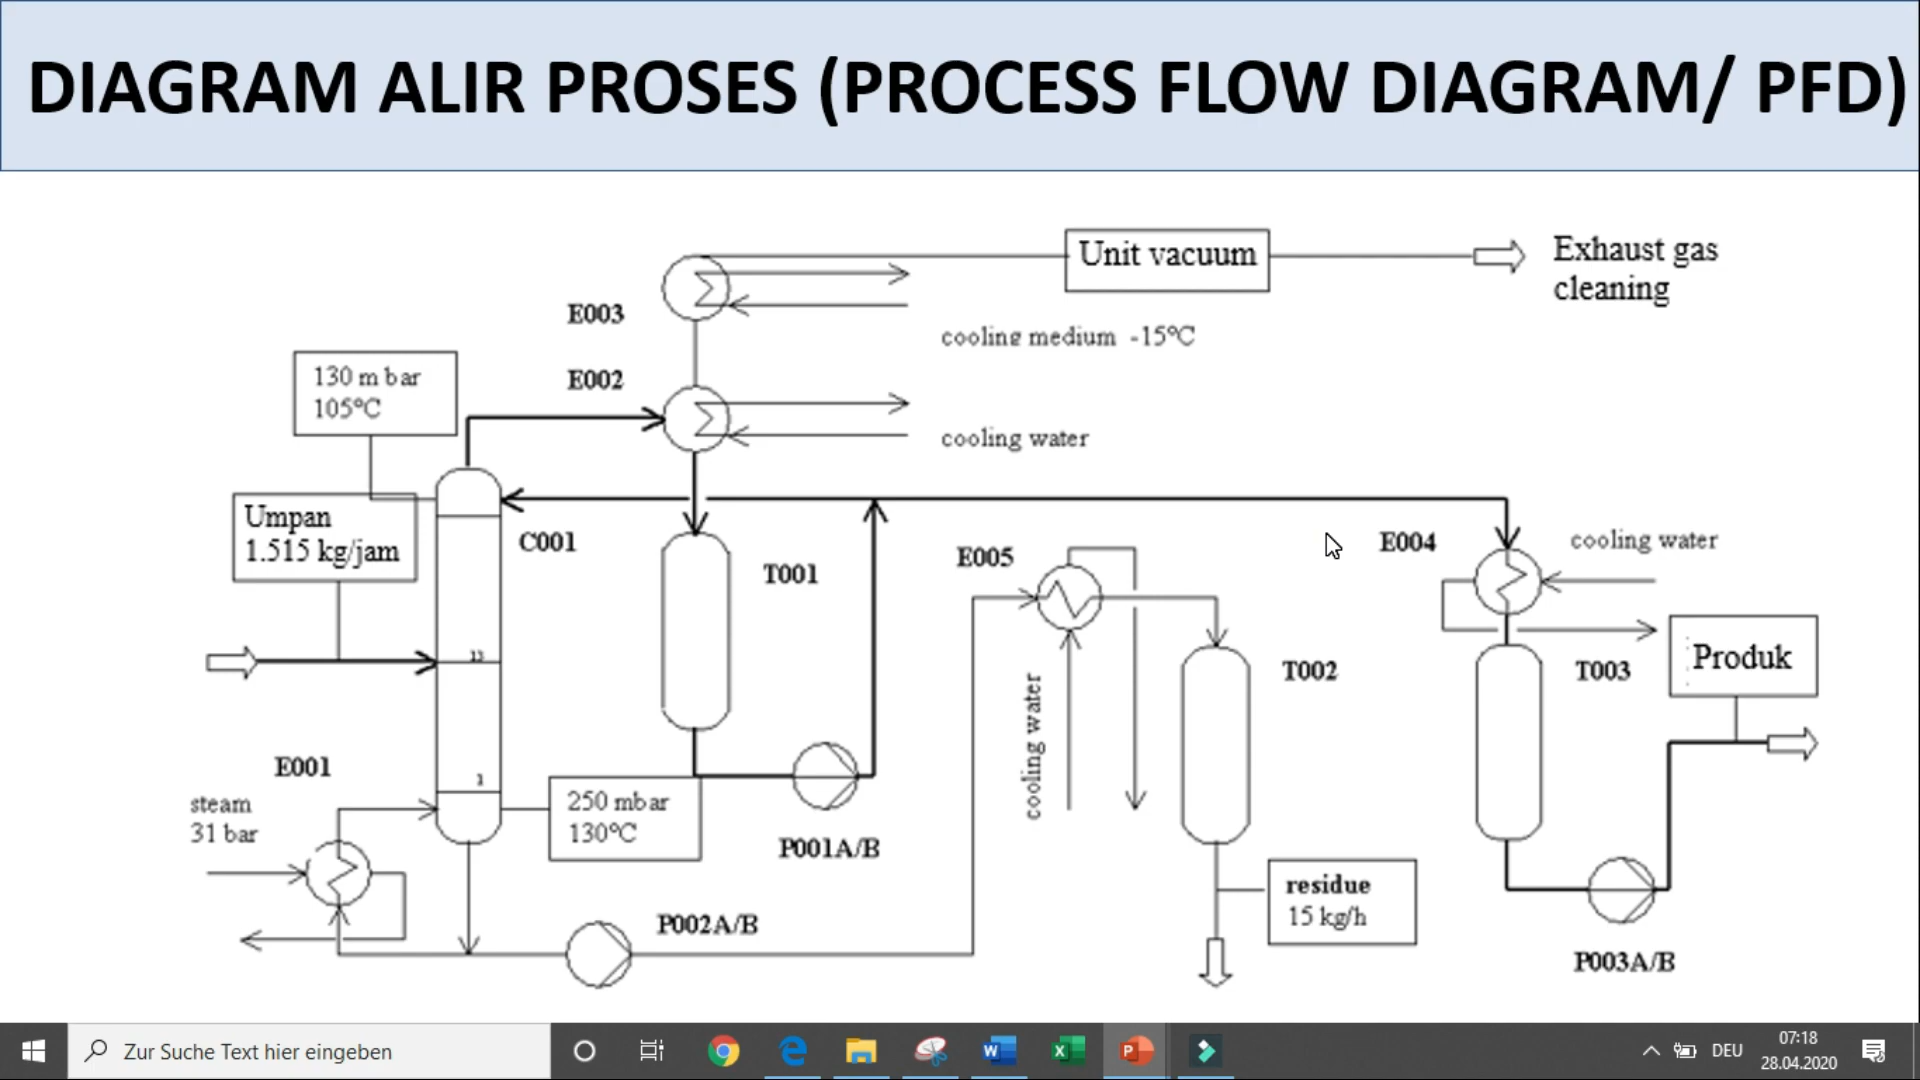 DIAGRAM ALIR PROSES (PROCESS FLOW DIAGRAM/ PFD)
Unit vacuum
Exhaust gas
cleaning
E003
cooling medium -15°C
E002
130 m bar
105°C
cooling water
Umpan
1.515 kg/jam
C001
T001
E005
E004
cooling water
13
T002
T003
Produk
cooling water
E001
1
steam
31 bar
250 mbar
130°C
P001A/B
residue
15 kg/h
P002A/B
P003A/B
Zur Suche Text hier eingeben
DEU
07:18
28.04.2020